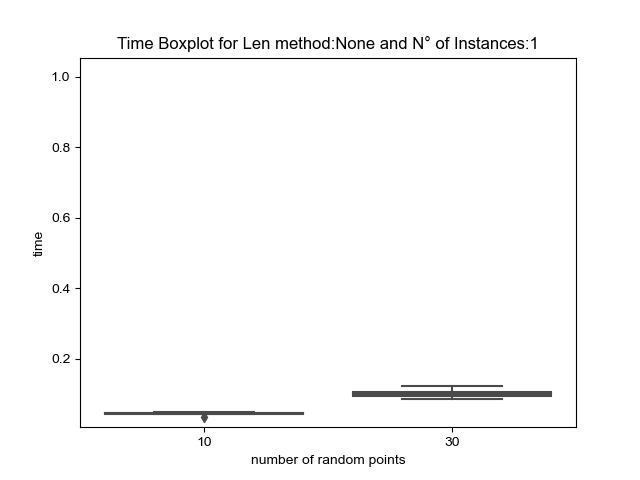 Time Boxplot for Len method:None and N° of Instances:1
1.0
0.8
0.6
0.4
0.2
time
10
30
number of random points